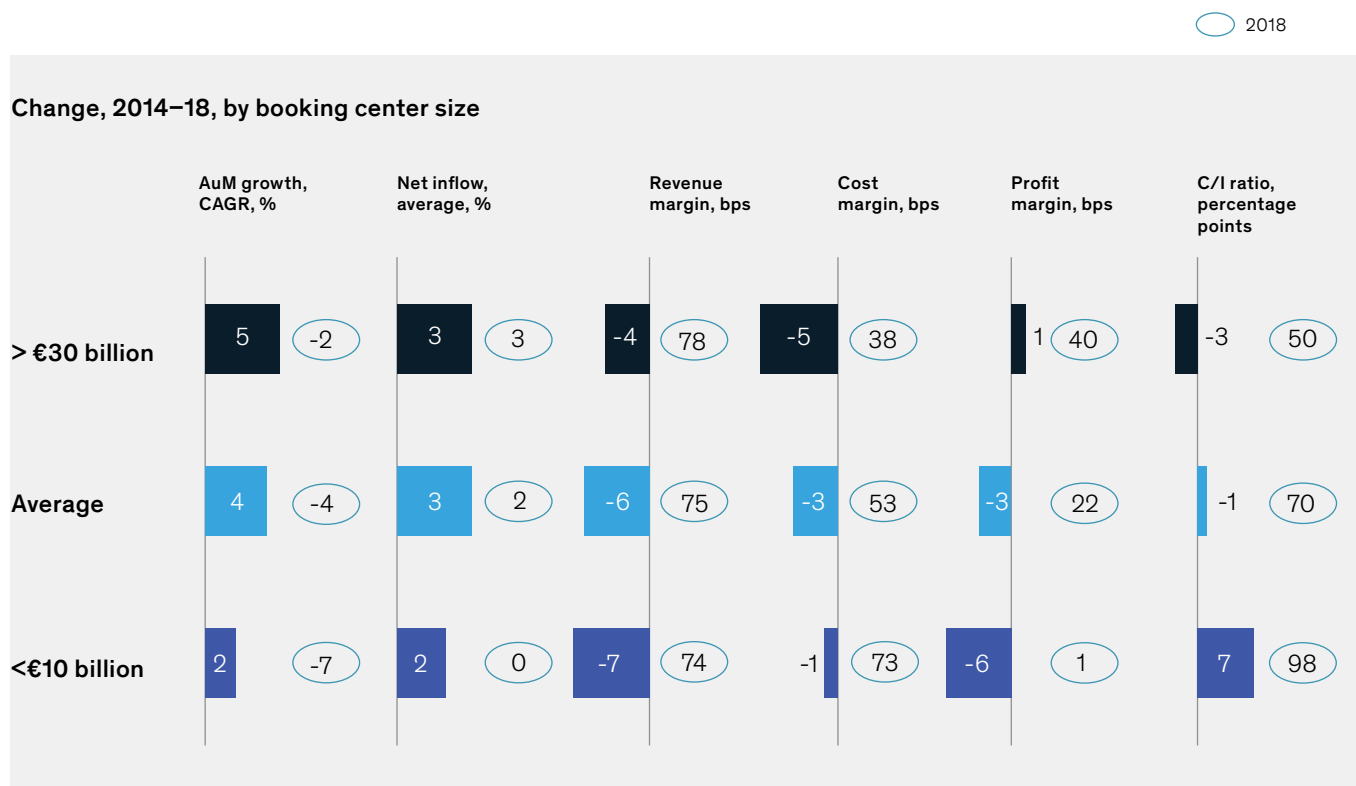 2018
Change, 2014–18, by booking center size
AuM growth,
CAGR, %
Net inflow,
average, %
Revenue
margin, bps
Cost
margin, bps
Profit
margin, bps
C/I ratio,
percentage
points
> €30 billion
5
-2
3
3
-4
78
-5
38
1
40
-3
50
Average
4
-4
3
2
-6
75
-3
53
-3
22
-1
70
<€10 billion
2
-7
2
0
-7
74
-1
73
-6
1
7
98